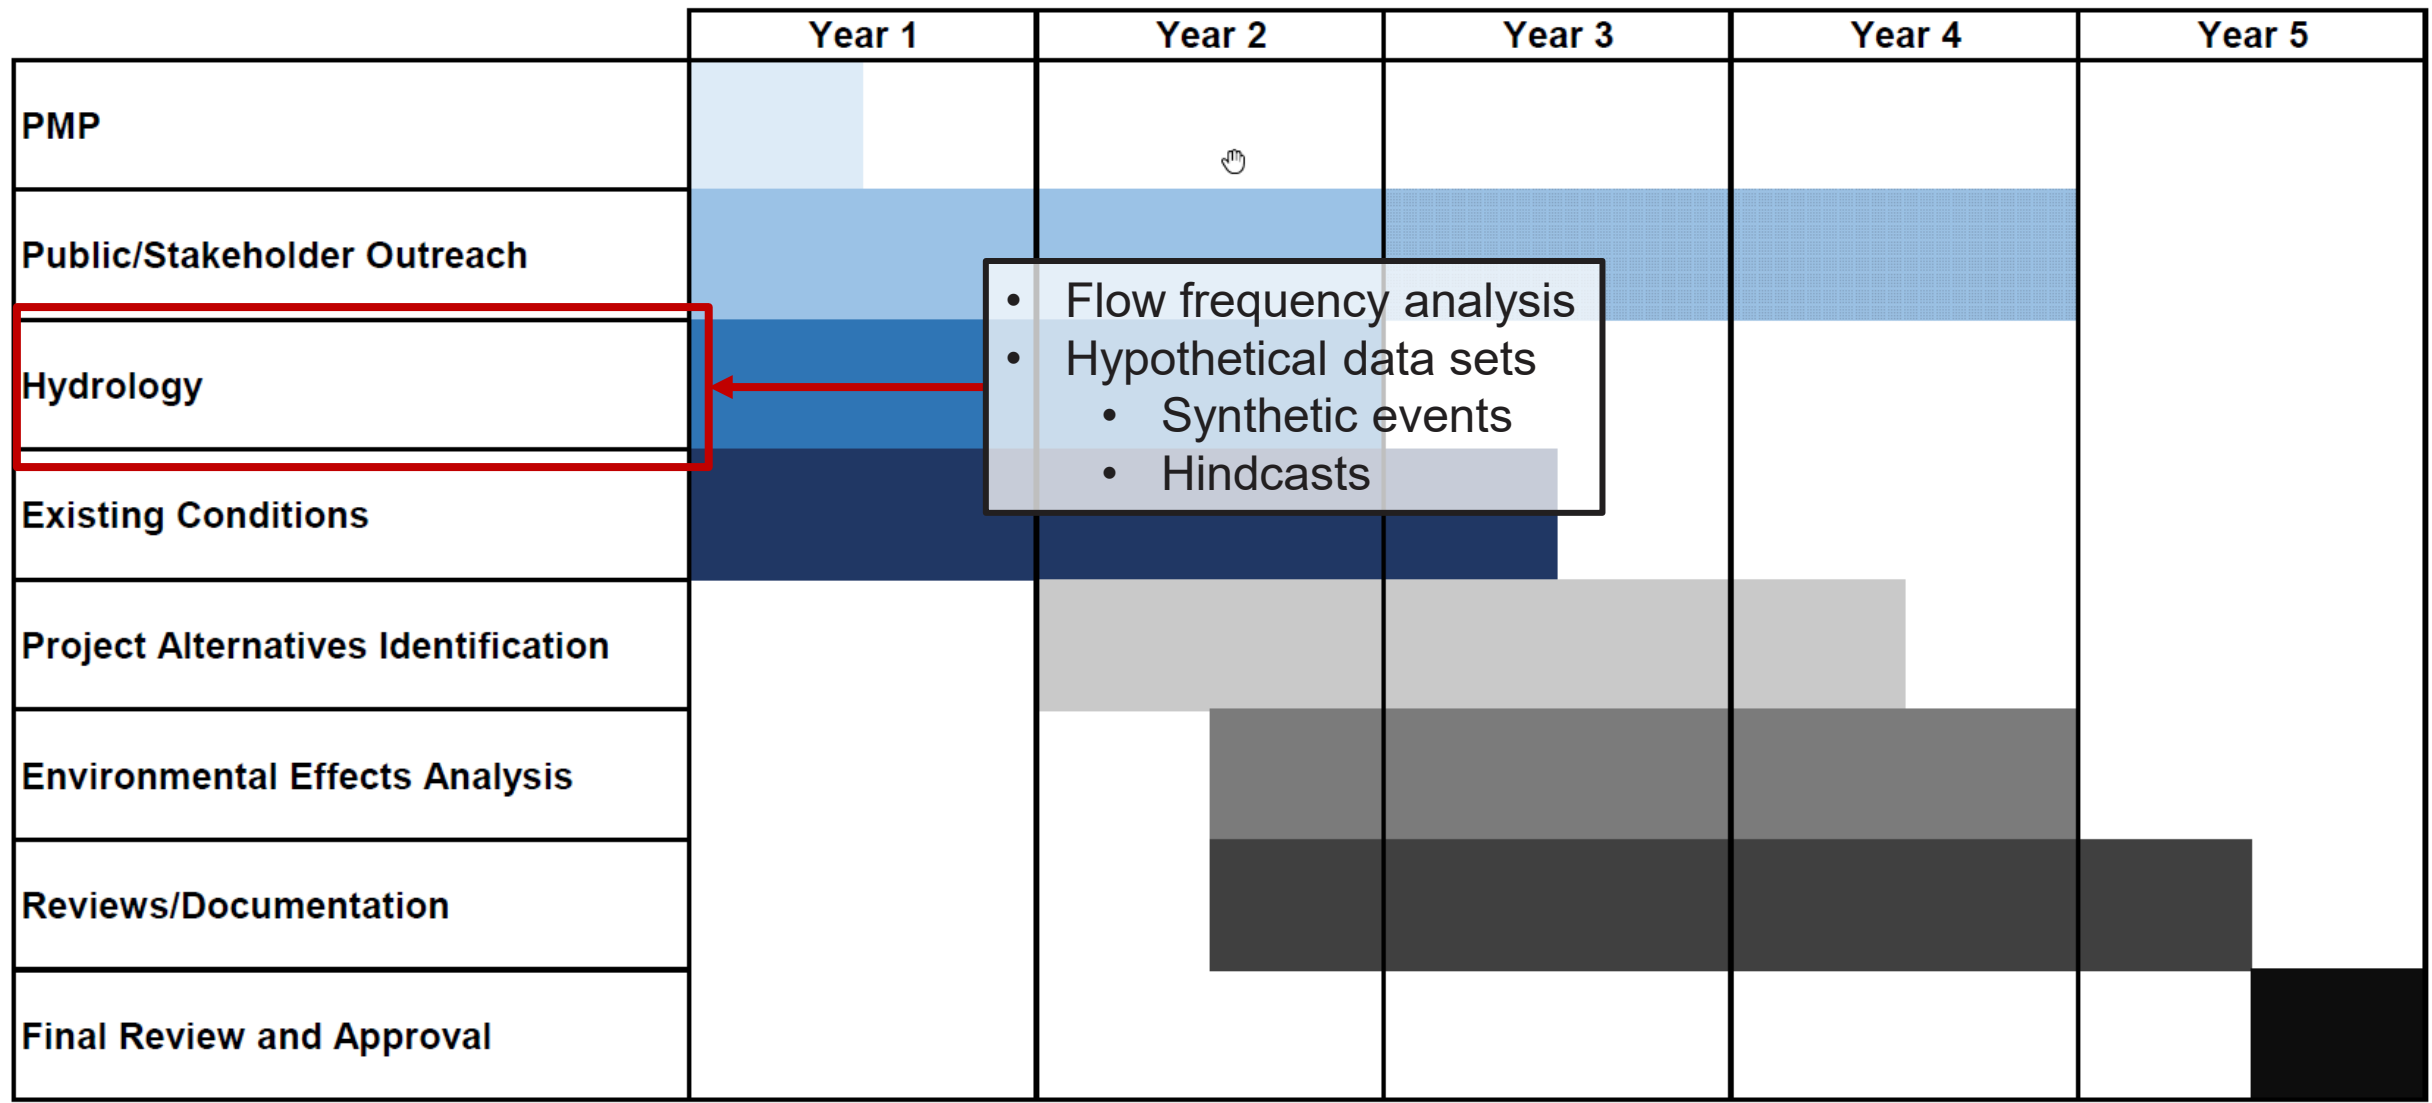 Year 1 Year 2 Year 3 Year 4 Year 5
PMP
Public/Stakeholder Outreach
• Flow frequency analysis
• Hypothetical data sets
• Synthetic events
• Hindcasts
Hydrology
Existing Conditions
Project Alternatives Identification
Environmental Effects Analysis
Reviews/Documentation
Final Review and Approval